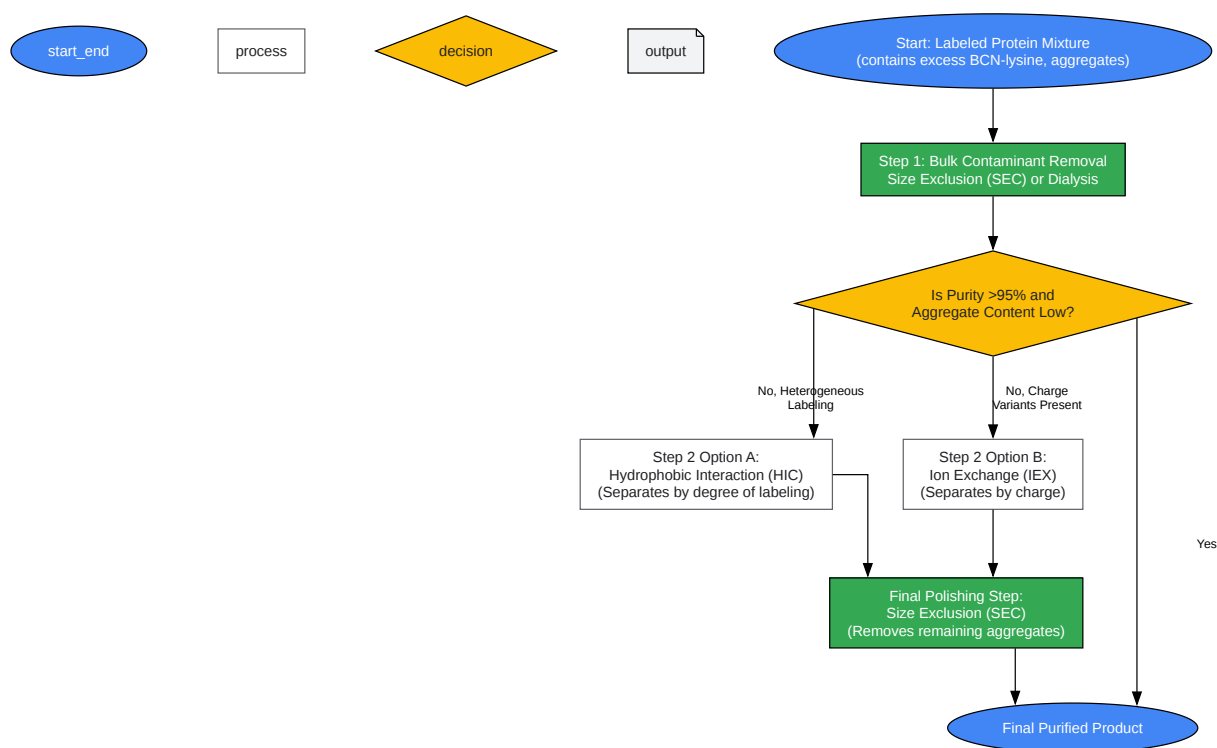 start_end
process
decision
output
Start: Labeled Protein Mixture
(contains excess BCN-lysine, aggregates)
Step 1: Bulk Contaminant Removal
Size Exclusion (SEC) or Dialysis
Is Purity >95% and
Aggregate Content Low?
No, Heterogeneous
Labeling
No, Charge
Variants Present
Step 2 Option A:
Hydrophobic Interaction (HIC)
(Separates by degree of labeling)
Step 2 Option B:
Ion Exchange (IEX)
(Separates by charge)
Yes
Final Polishing Step:
Size Exclusion (SEC)
(Removes remaining aggregates)
Final Purified Product